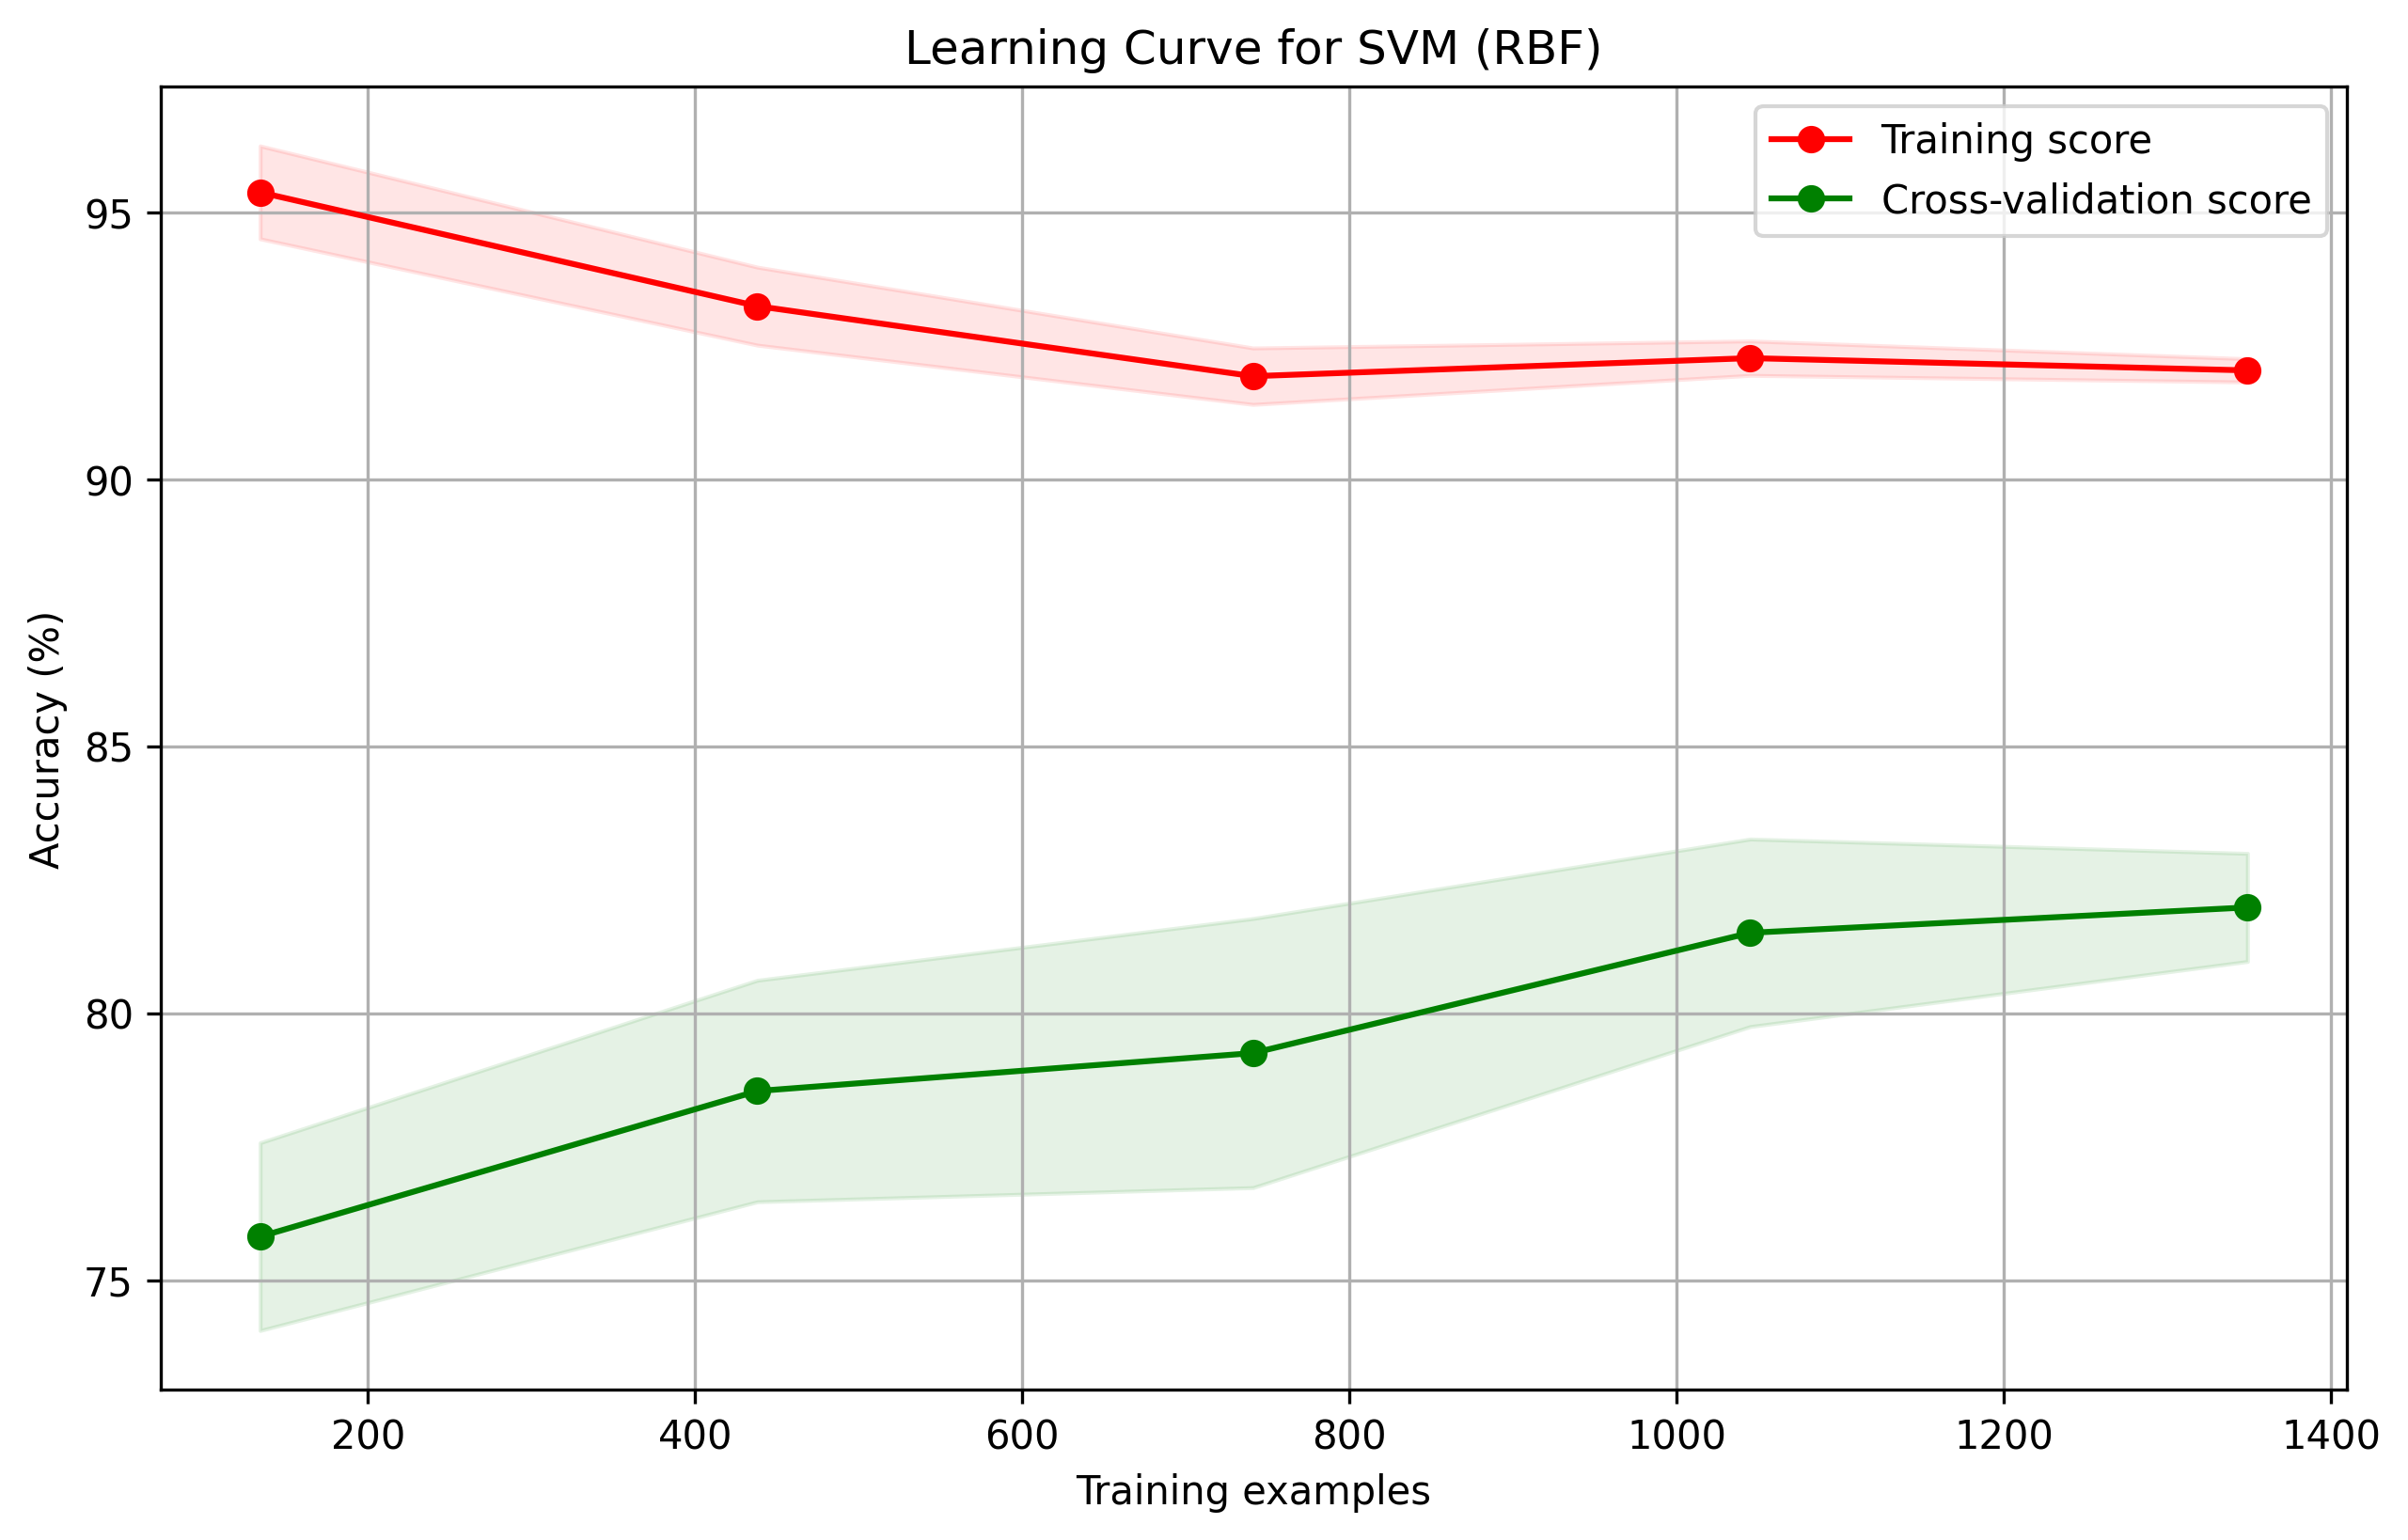 Learning Curve for SVM (RBF)
Training score
Cross-validation score
95
90
85
80
75
Accuracy (%)
200 400 600 800 1000 1200 1400
Training examples